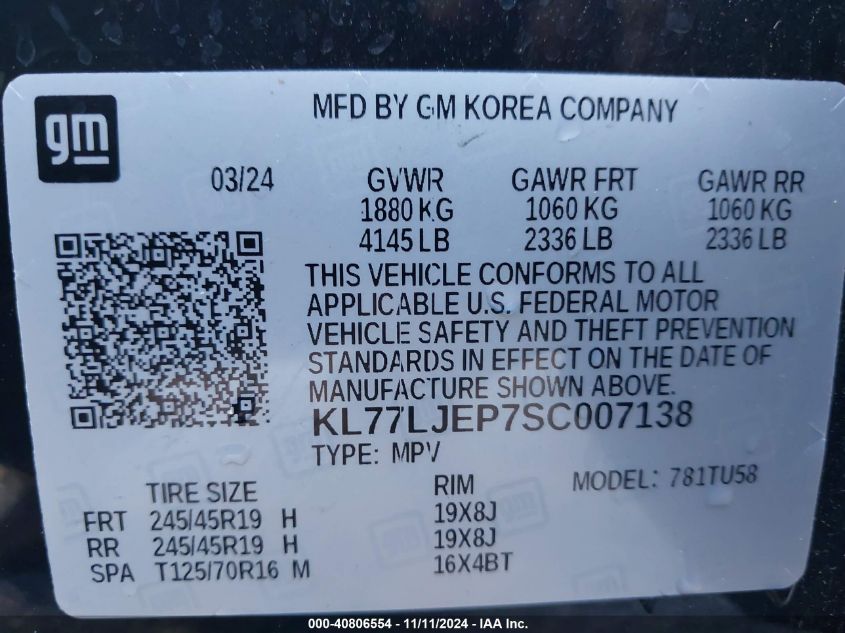 gm
MFD BY GM KOREA COMPANY
03/24 GVWR GAWR FRT GAWR RR
1880 KG 1060 KG 1060 KG
4145 LB 2336 LB 2336 LB
THIS VEHICLE CONFORMS TO ALL
APPLICABLE U.S. FEDERAL MOTOR
VEHICLE SAFETY AND THEFT PREVENTION
STANDARDS IN EFFECT ON THE DATE OF
MANUFACTURE SHOWN ABOVE.
KL77LJEP7SC007138
TYPE: MPV MODEL: 781TU58
TIRE SIZE RIM
FRT 245/45R19 H 19X8J
RR 245/45R19 H 19X8J
SPA T125/70R16 M 16X4BT
000-40806554 - 11/11/2024 - IAA Inc.